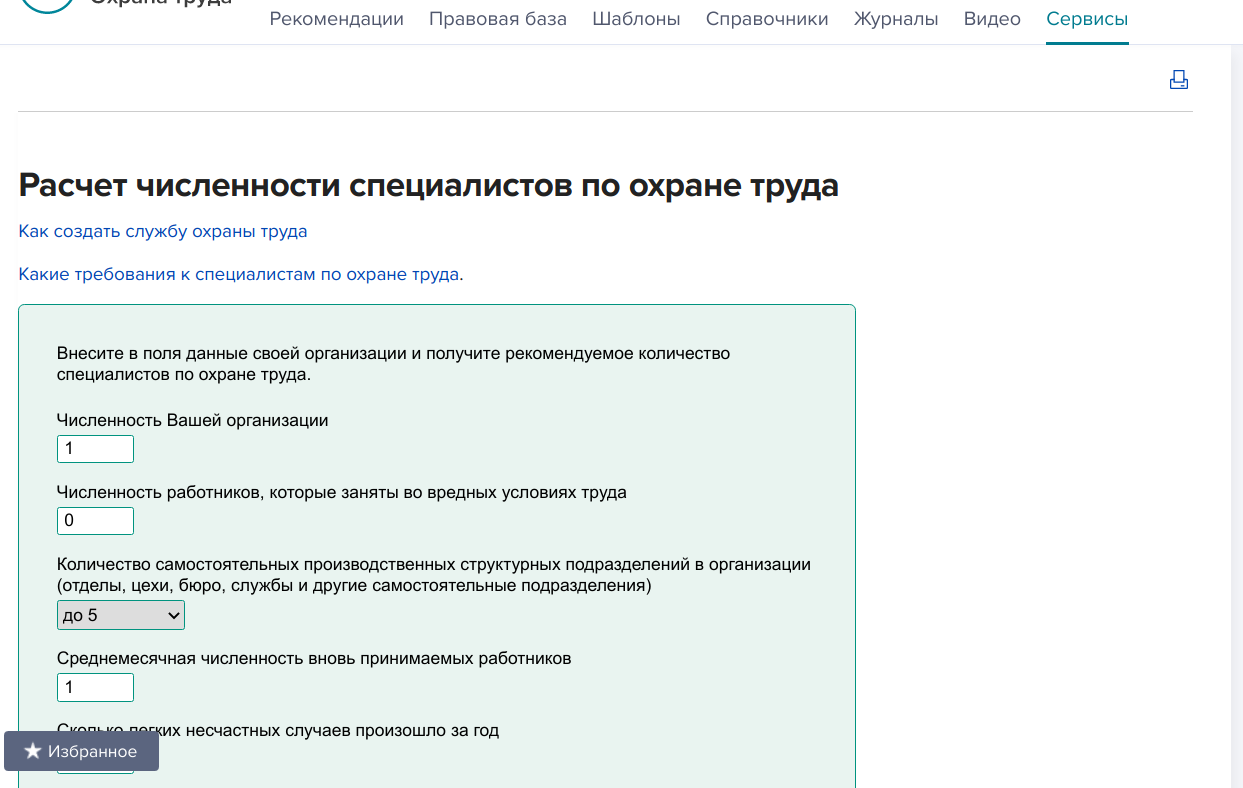 Охрана труда
Рекомендации Правовая база Шаблоны Справочники Журналы Видео Сервисы
Расчет численности специалистов по охране труда
Как создать службу охраны труда
Какие требования к специалистам по охране труда.
Внесите в поля данные своей организации и получите рекомендуемое количество
специалистов по охране труда.
Численность Вашей организации
1
Численность работников, которые заняты во вредных условиях труда
0
Количество самостоятельных производственных структурных подразделений в организации
(отделы, цехи, бюро, службы и другие самостоятельные подразделения)
до 5
Среднемесячная численность вновь принимаемых работников
1
Сколько легких несчастных случаев произошло за год
Избранное